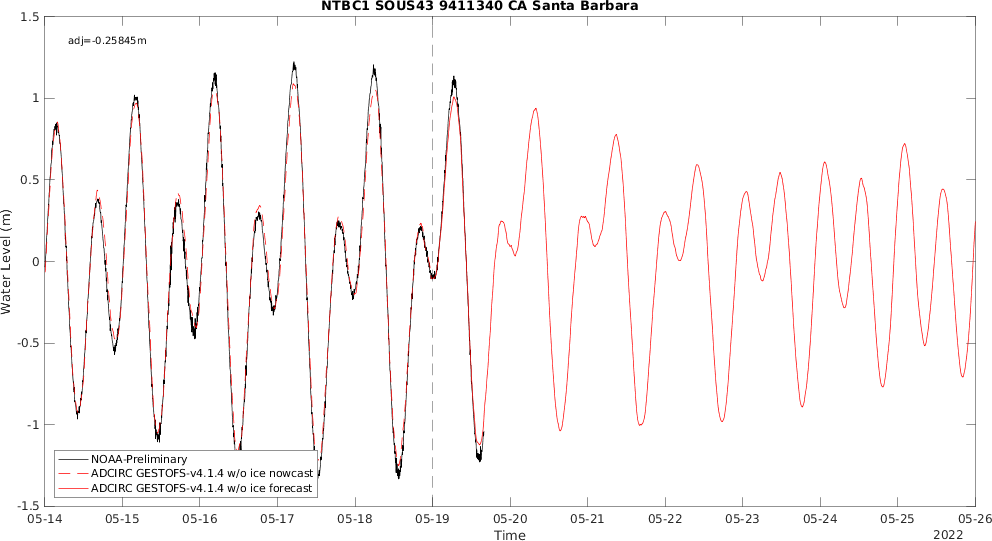 NTBC1 SOUS43 9411340 CA Santa Barbara
adj=-0.25845m
1.5
1
0.5
0
-0.5
-1
-1.5
Water Level (m)
NOAA-Preliminary
ADCIRC GESTOFS-v4.1.4 w/o ice nowcast
ADCIRC GESTOFS-v4.1.4 w/o ice forecast
05-14 05-15 05-16 05-17 05-18 05-19 05-20 05-21 05-22 05-23 05-24 05-25 05-26
Time
2022